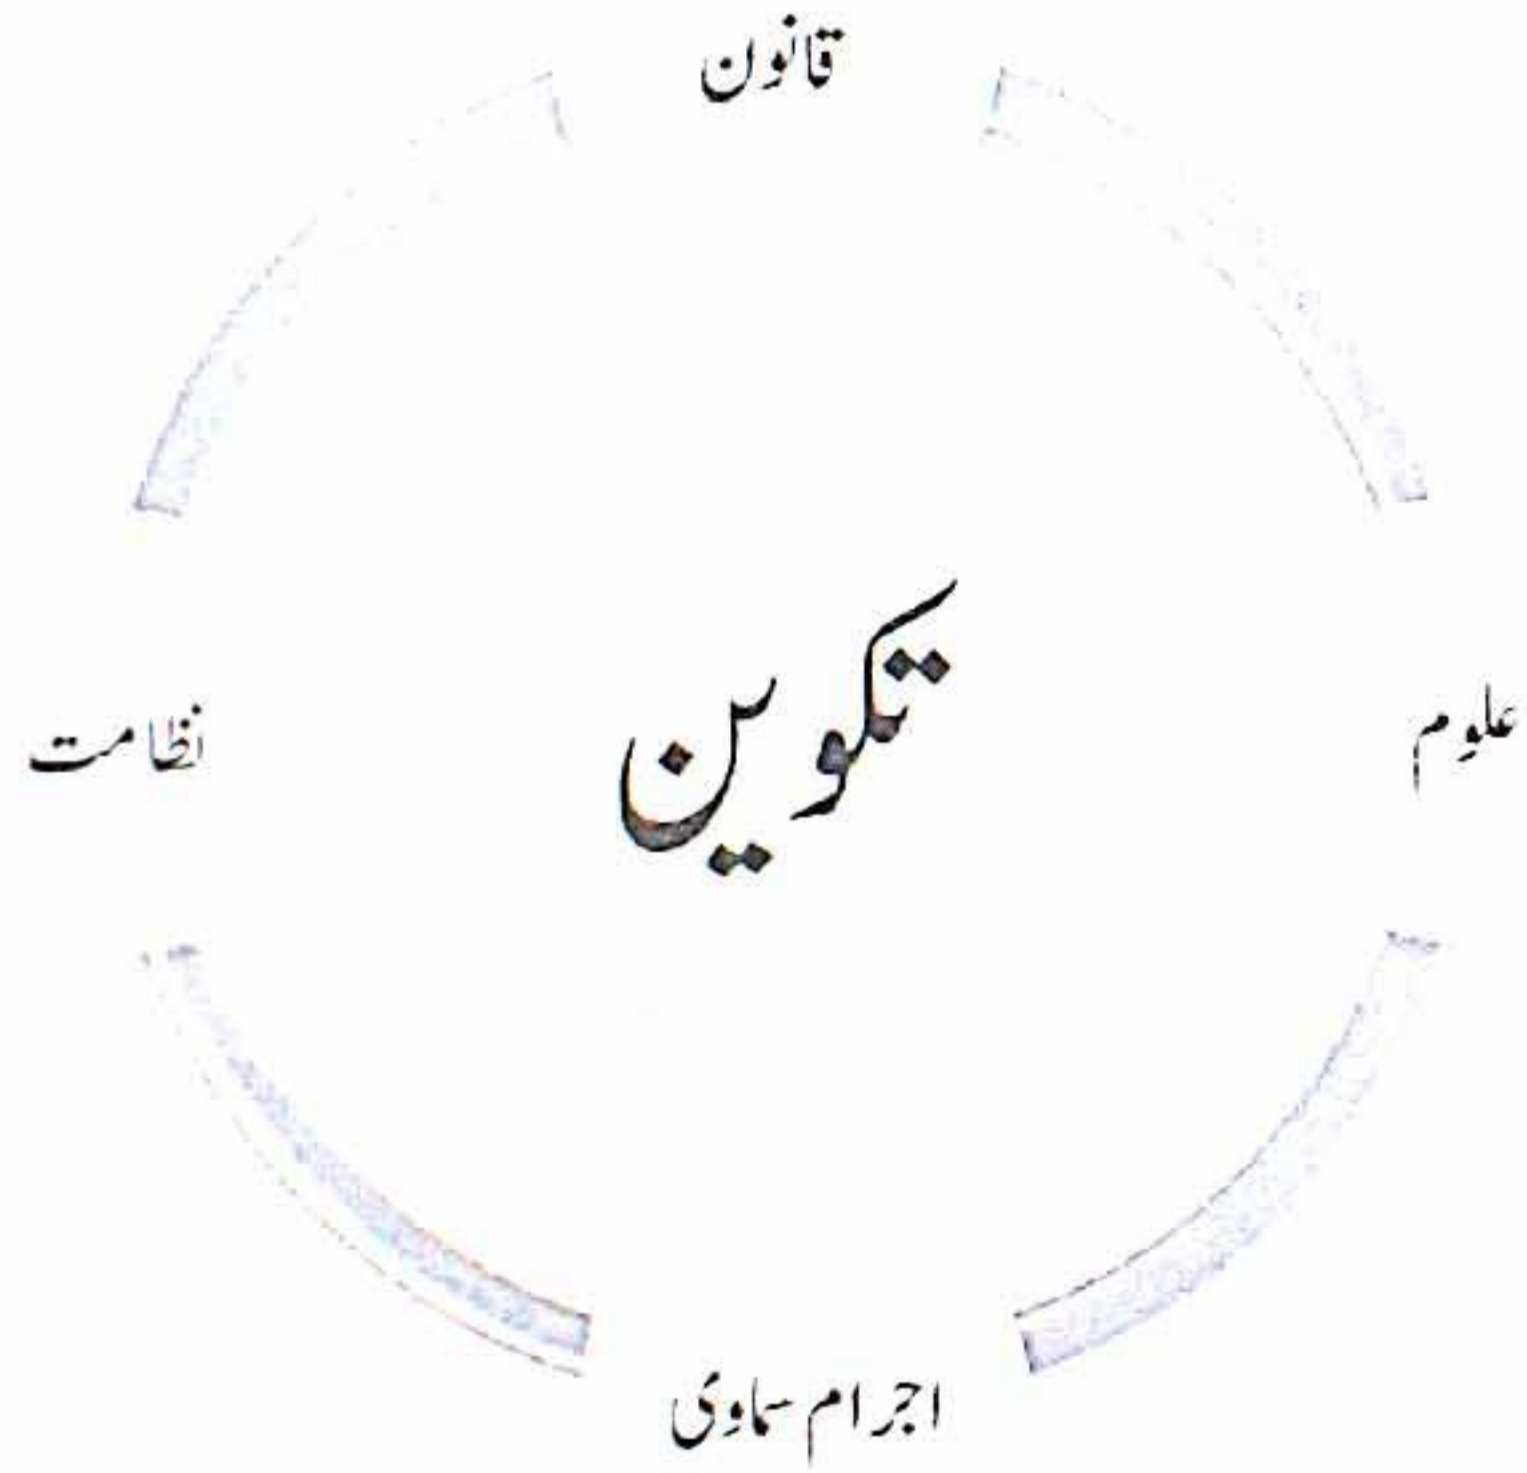 قانون
علوم
تکوین
نظامت
اجرام سماوی